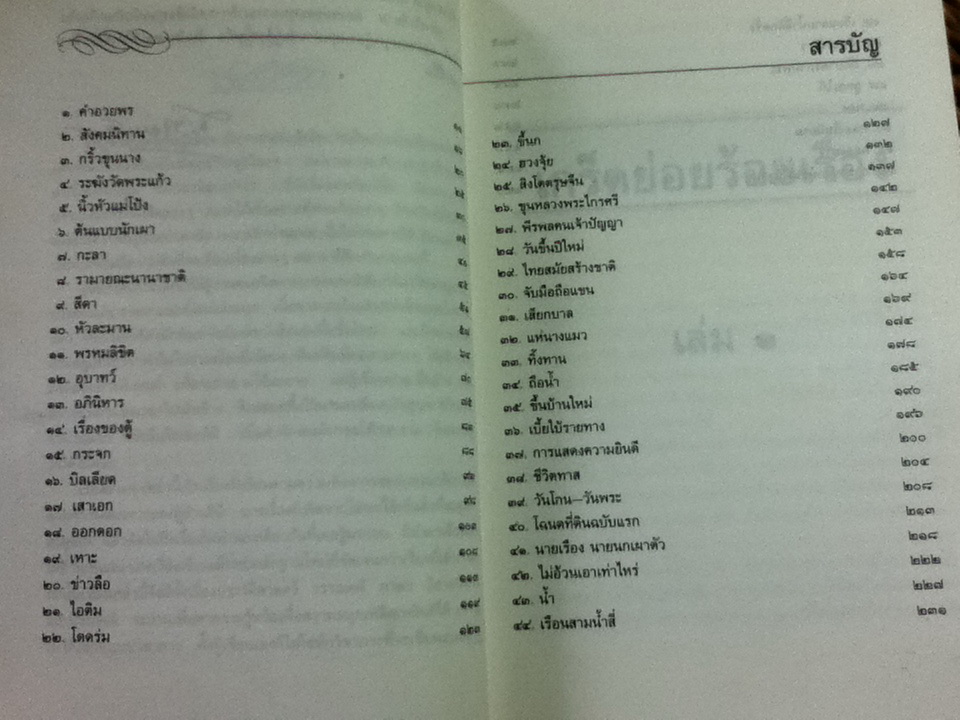 สารบัญ
๑. คำอวยพร
๒. สังคมนิทาน
๓. กริ้วขุนนาง
๔. ระฆังวัดพระแก้ว
๕. นิ้วหัวแม่โป้ง
๖. ต้นแบบนักเผา
๗. กะลา
๘. รามายณะนานาชาติ
๙. สีดา
๑๐. หัวละมาน
๑๑. พรหมลิขิต
๑๒. อุบาทว์
๑๓. อภินิหาร
๑๔. เรื่องของตู้
๑๕. กระจก ๘๘
๑๖. บิลเลียด
๑๗. เสาเอก ๙๘
๑๘. ออกดอก
๑๙. เหาะ ๑๐๘
๒๐. ข่าวลือ
๒๑. ไอติม ๑๑๙
๒๒. โดดร่ม ๑๒๓
๒๓. ขี้นก ๑๒๗
๒๔. ฮวงจุ้ย ๑๓๒
๒๕. สิงโตตรุษจีน ๑๓๗
๒๖. ขุนหลวงพระไกรศรี ๑๔๒
๒๗. พีรพลคนเจ้าปัญญา ๑๔๗
๒๘. วันขึ้นปีใหม่ ๑๕๓
๒๙. ไทยสมัยสร้างชาติ ๑๕๘
๓๐. จับมือถือแขน ๑๖๔
๓๑. เสียกบาล ๑๖๙
๓๒. แห่นางแมว ๑๗๔
๓๓. ทิ้งทาน ๑๗๘
๓๔. ถือน้ำ ๑๘๕
๓๕. ขึ้นบ้านใหม่ ๑๙๐
๓๖. เบี้ยใบ้รายทาง ๑๙๖
๓๗. การแสดงความยินดี ๒๐๐
๓๘. ชีวิตทาส ๒๐๔
๓๙. วันโกน—วันพระ ๒๐๘
๔๐. โฉนดที่ดินฉบับแรก ๒๑๓
๔๑. นายเรือง นายนกเผาตัว ๒๑๘
๔๒. ไม่อ้วนเอาเท่าไหร่ ๒๒๒
๔๓. น้ำ ๒๒๗
๔๔. เรือนสามน้ำสี่ ๒๓๑